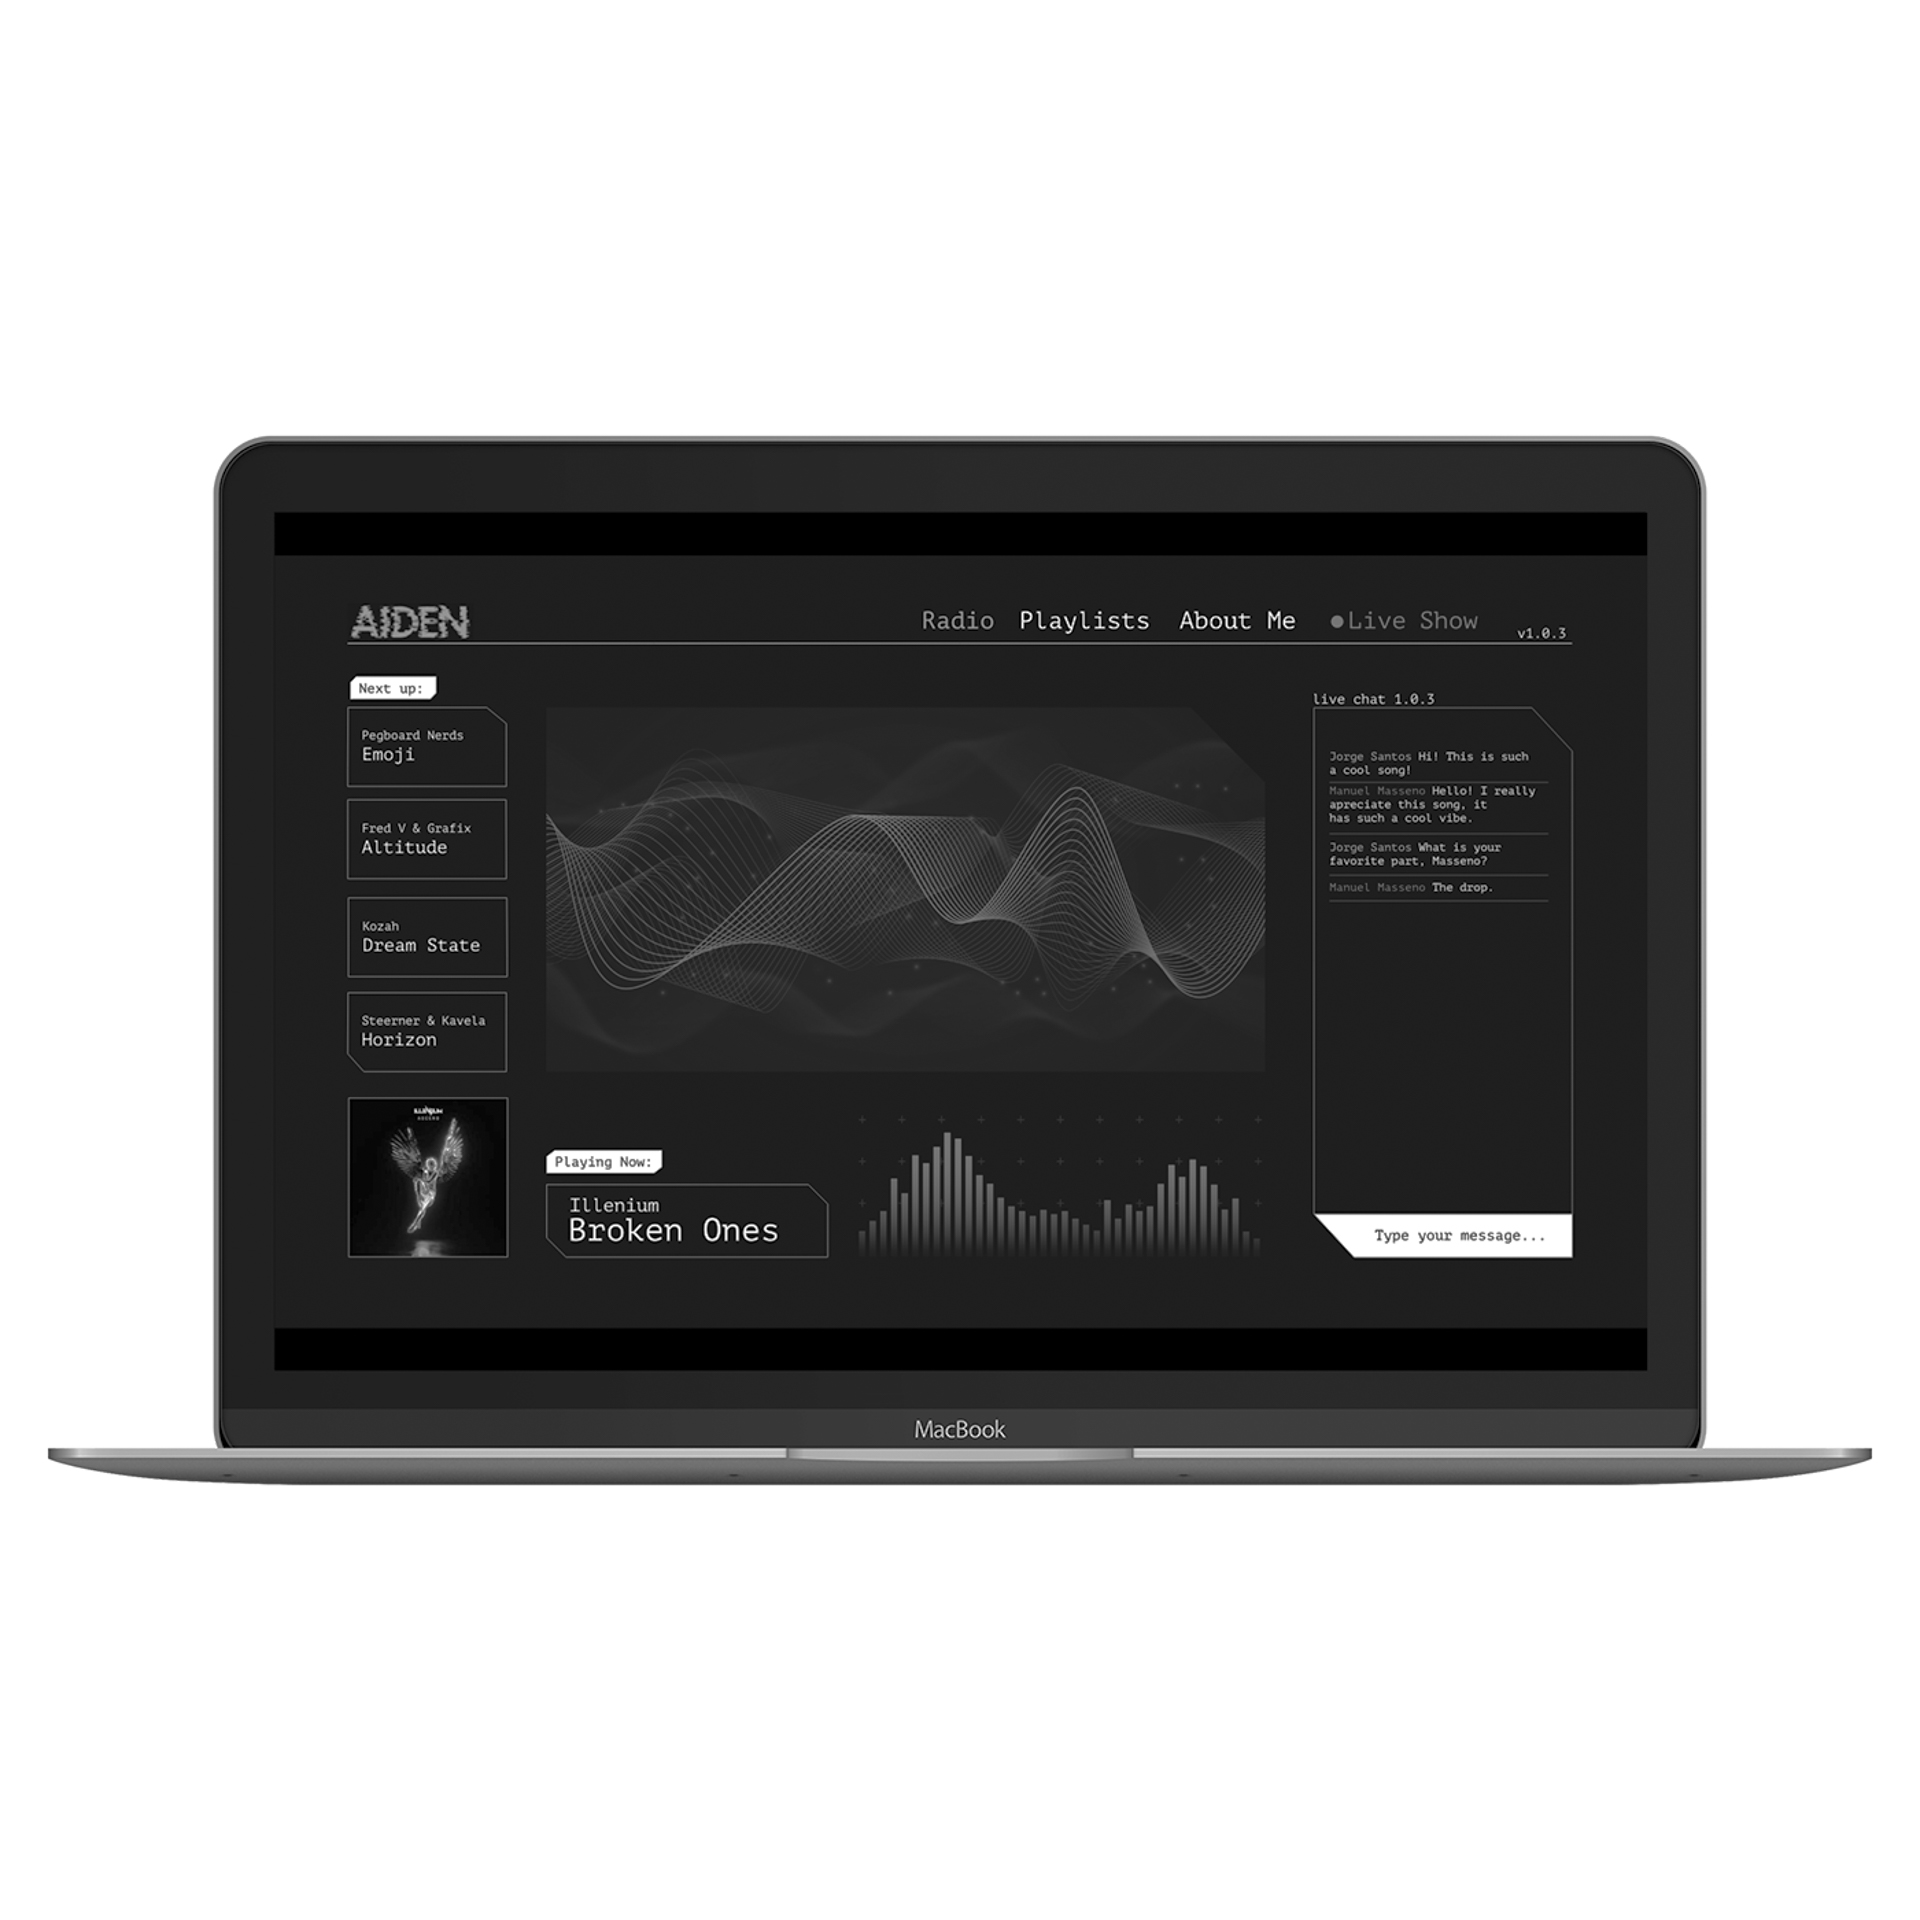 AIDEN
Radio Playlists About Me Live Show v1.0.3
Next up:
Pegboard Nerds
Emoji
Fred V & Grafix
Altitude
Kozah
Dream State
Steerner & Kavela
Horizon
ILLENIUM
ASCEND
Playing Now:
Illenium
Broken Ones
live chat 1.0.3
Jorge Santos Hi! This is such
a cool song!
Manuel Masseno Hello! I really
apreciate this song, it
has such a cool vibe.
Jorge Santos What is your
favorite part, Masseno?
Manuel Masseno The drop.
Type your message...
MacBook